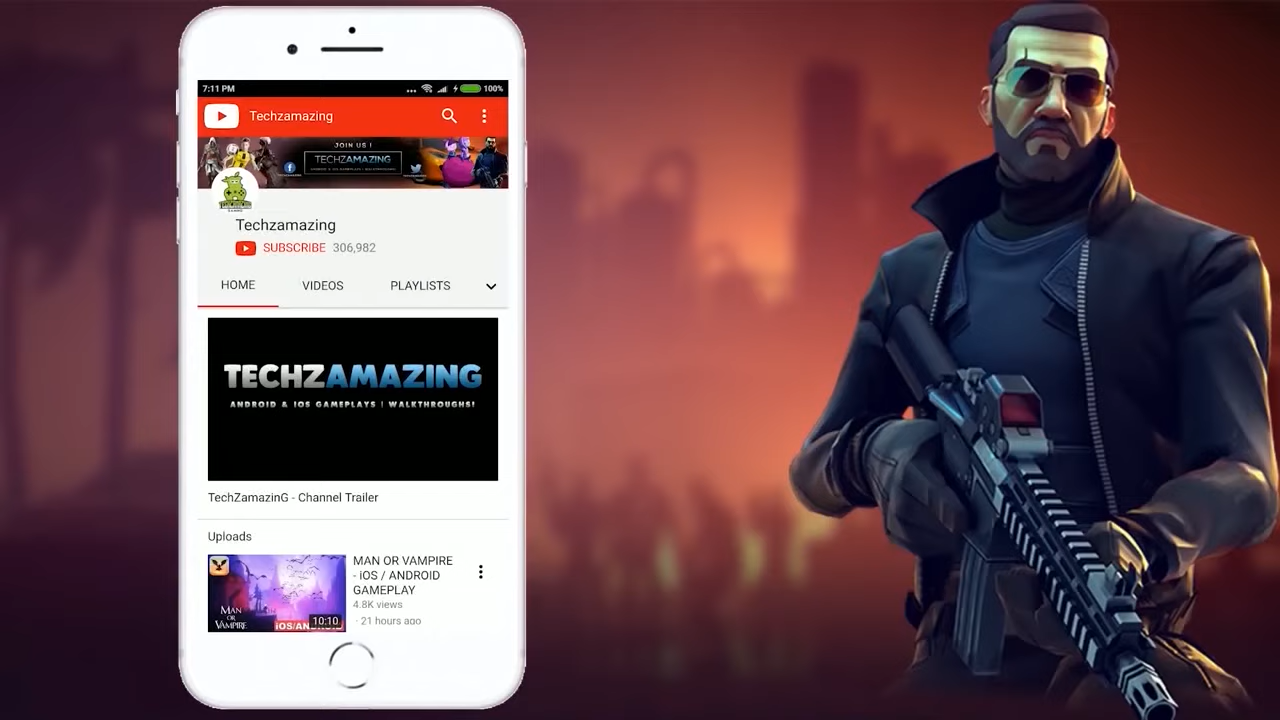 7:11 PM
100%
Techzamazing
JOIN US !
TECHZAMAZING
Techzamazing
SUBSCRIBE 306,982
HOME VIDEOS PLAYLISTS
TECHZAMAZING
ANDROID & IOS GAMEPLAYS | WALKTHROUGHS!
TechZamazinG - Channel Trailer
Uploads
MAN OR VAMPIRE
- iOS / ANDROID
GAMEPLAY
4.8K views
· 21 hours ago
MAN
OR
VAMPIRE
10:10